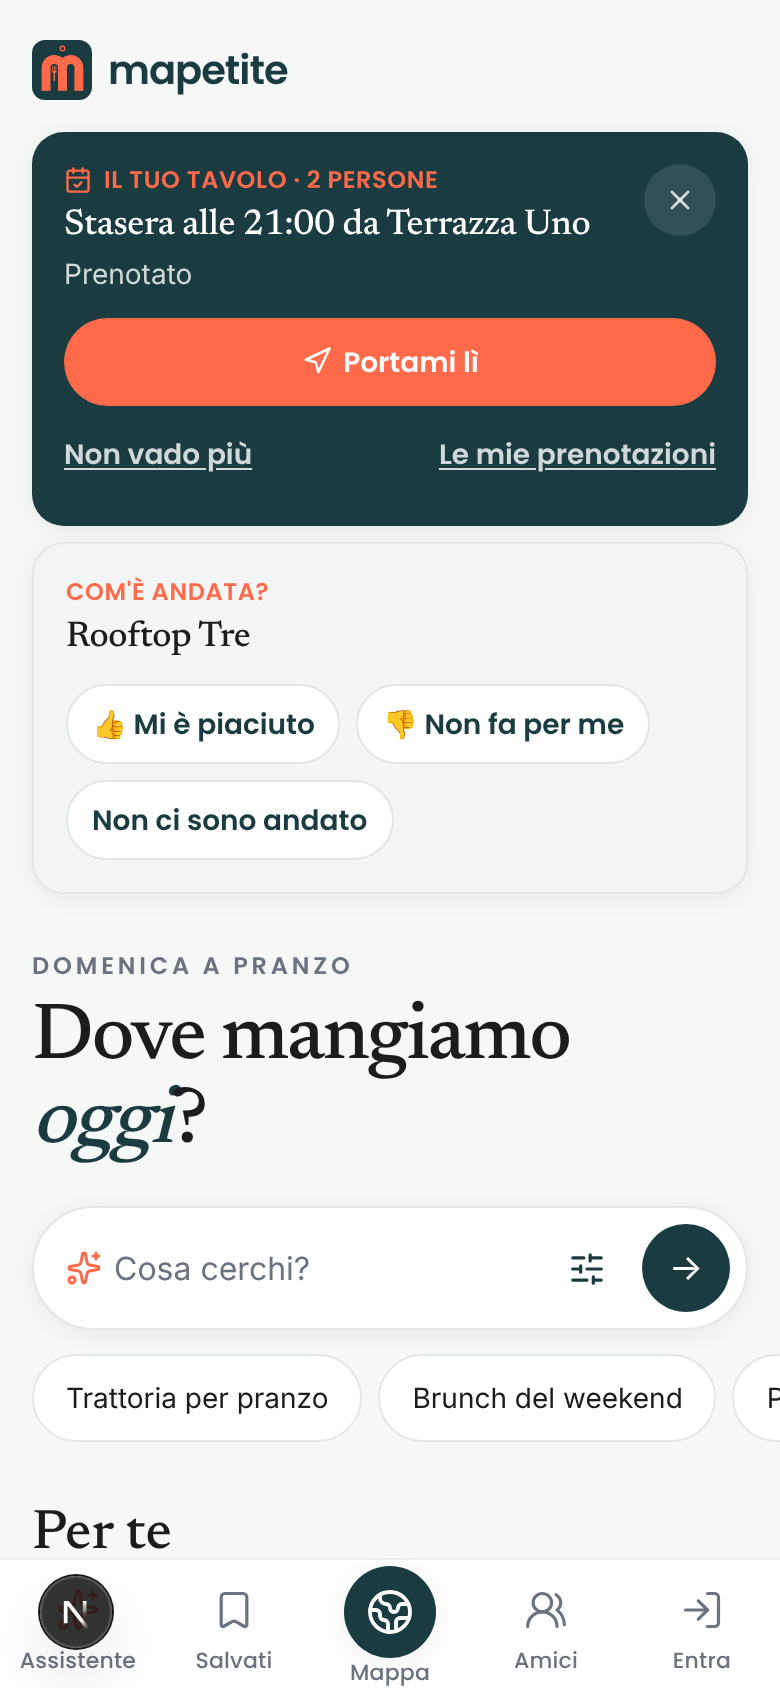 mapetite
IL TUO TAVOLO · 2 PERSONE
Stasera alle 21:00 da Terrazza Uno
Prenotato
Portami lì
Non vado più
Le mie prenotazioni
COM'È ANDATA?
Rooftop Tre
👍 Mi è piaciuto
👎 Non fa per me
Non ci sono andato
DOMENICA A PRANZO
Dove mangiamo
oggi?
Cosa cerchi?
Trattoria per pranzo
Brunch del weekend
P
Per te
N
Assistente
Salvati
Mappa
Amici
Entra